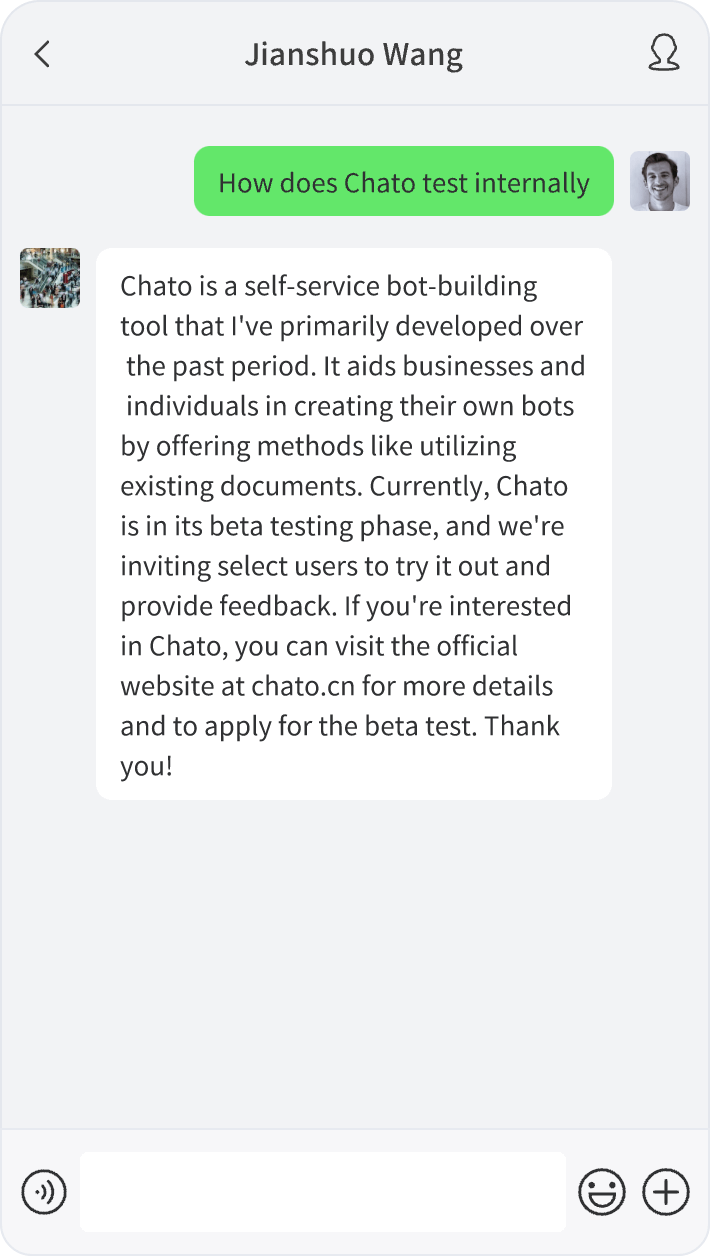 Jianshuo Wang
How does Chato test internally
Chato is a self-service bot-building
tool that I've primarily developed over
the past period. It aids businesses and
individuals in creating their own bots
by offering methods like utilizing
existing documents. Currently, Chato
is in its beta testing phase, and we're
inviting select users to try it out and
provide feedback. If you're interested
in Chato, you can visit the official
website at chato.cn for more details
and to apply for the beta test. Thank
you!